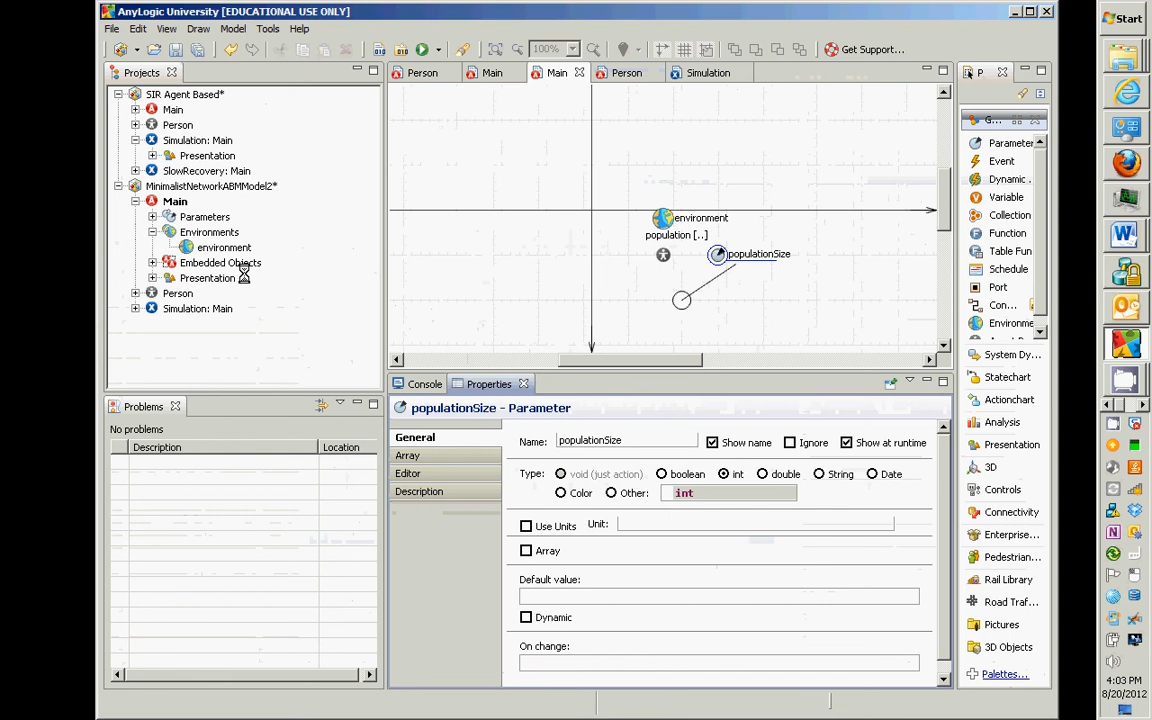 AnyLogic University [EDUCATIONAL USE ONLY]
File Edit View Draw Model Tools Help
100% Get Support...
Start
Projects
Person Main Main Person Simulation
P
SIR Agent Based*
Main
Person
Simulation: Main
Presentation
SlowRecovery: Main
MinimalistNetworkABMModel2*
Main
Parameters
Environments
environment
Embedded Objects
Presentation
Person
Simulation: Main
environment
population [..]
populationSize
G...
Parameter
Event
Dynamic
Variable
Collection
Function
Table Fun
Schedule
Port
Con...
Environme
System Dy...
Statechart
Actionchart
Analysis
Presentation
3D
Controls
Connectivity
Enterprise...
Pedestrian...
Rail Library
Road Traf...
Pictures
3D Objects
Palettes...
Problems
No problems
Description Location
Console Properties
populationSize - Parameter
General
Array
Editor
Description
Name: populationSize Show name Ignore Show at runtime
Type: void (just action) boolean int double String Date
Color Other: int
Use Units Unit:
Array
Default value:
Dynamic
On change:
4:03 PM
8/20/2012